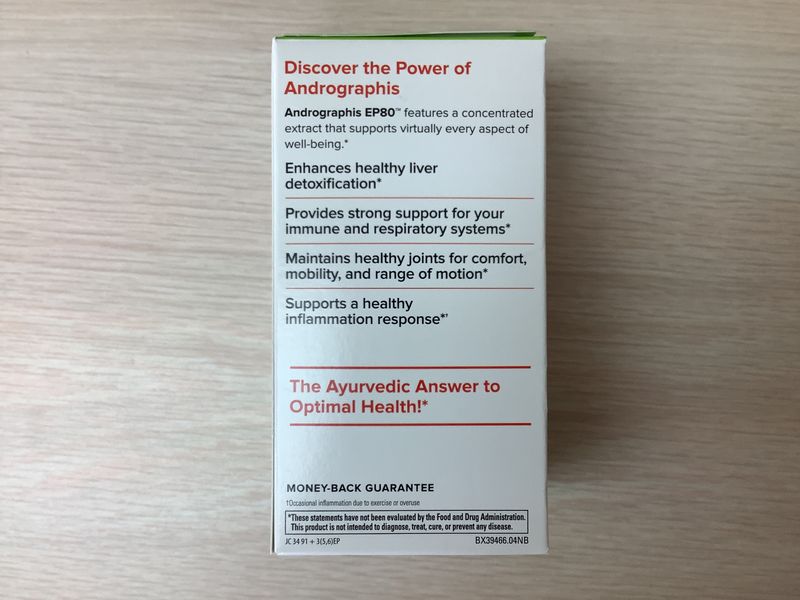 Discover the Power of
Andrographis
Andrographis EP80™ features a concentrated
extract that supports virtually every aspect of
well-being.*
Enhances healthy liver
detoxification*
Provides strong support for your
immune and respiratory systems*
Maintains healthy joints for comfort,
mobility, and range of motion*
Supports a healthy
inflammation response*†
The Ayurvedic Answer to
Optimal Health!*
MONEY-BACK GUARANTEE
†Occasional inflammation due to exercise or overuse
*These statements have not been evaluated by the Food and Drug Administration.
This product is not intended to diagnose, treat, cure, or prevent any disease.
JC 34 91 + 3(5,6)EP
BX39466.04NB